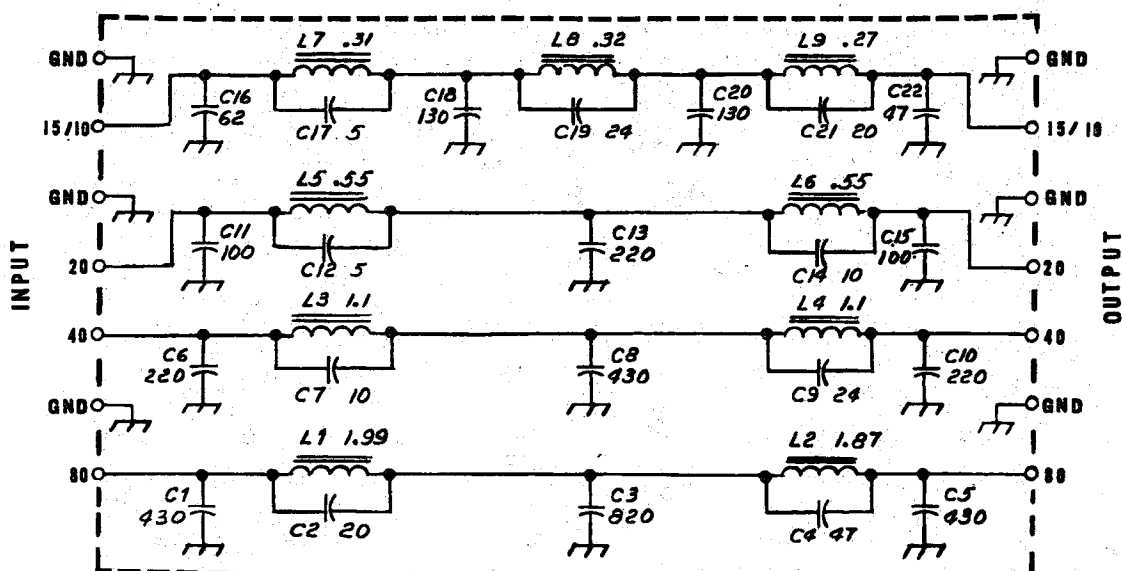 L7 .31
L8 .32
L9 .27
GND
GND
C16
62
C18
130
C20
130
C22
47
15/10
C17 5
C19 24
C21 20
15/10
L5 .55
L6 .55
GND
GND
C11
100
C13
220
C15
100
20
C12 5
C14 10
20
INPUT
OUTPUT
L3 1.1
L4 1.1
40
40
C6
220
C8
430
C10
220
C7 10
C9 24
GND
GND
L1 1.99
L2 1.87
80
80
C1
430
C3
820
C5
430
C2 20
C4 47